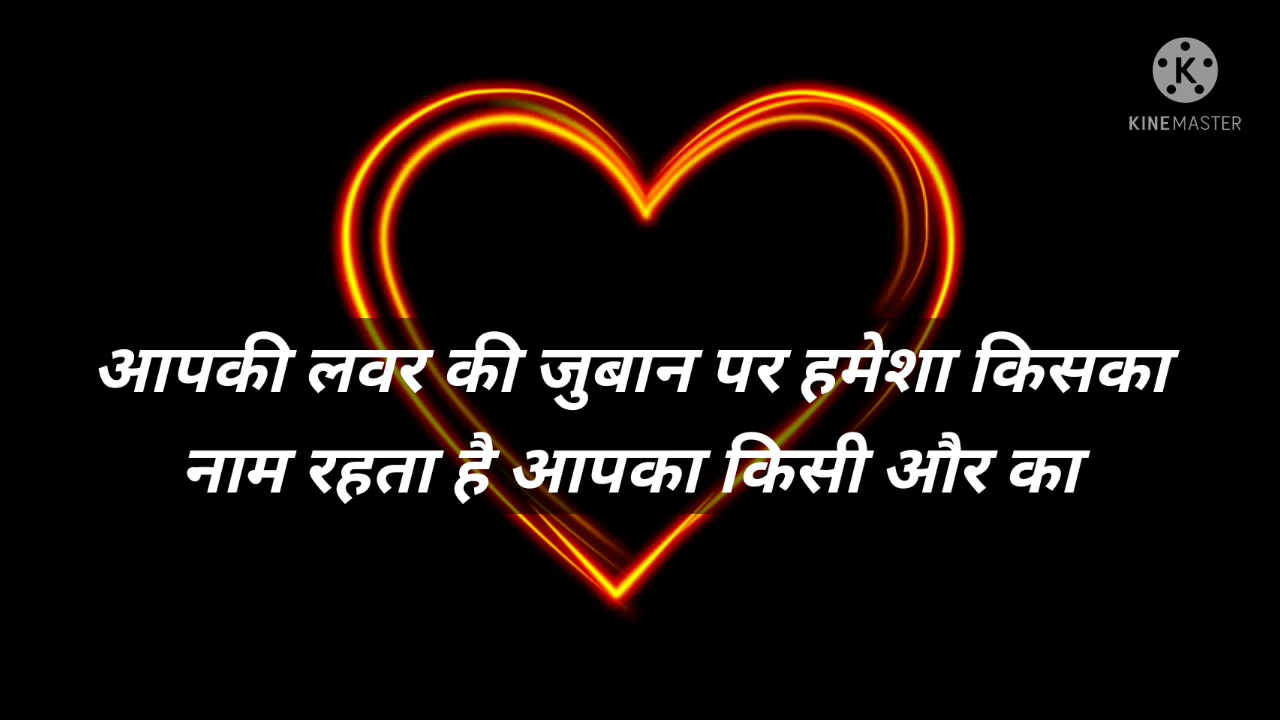 KINEMASTER
आपकी लवर की जुबान पर हमेशा किसका
नाम रहता है आपका किसी और का